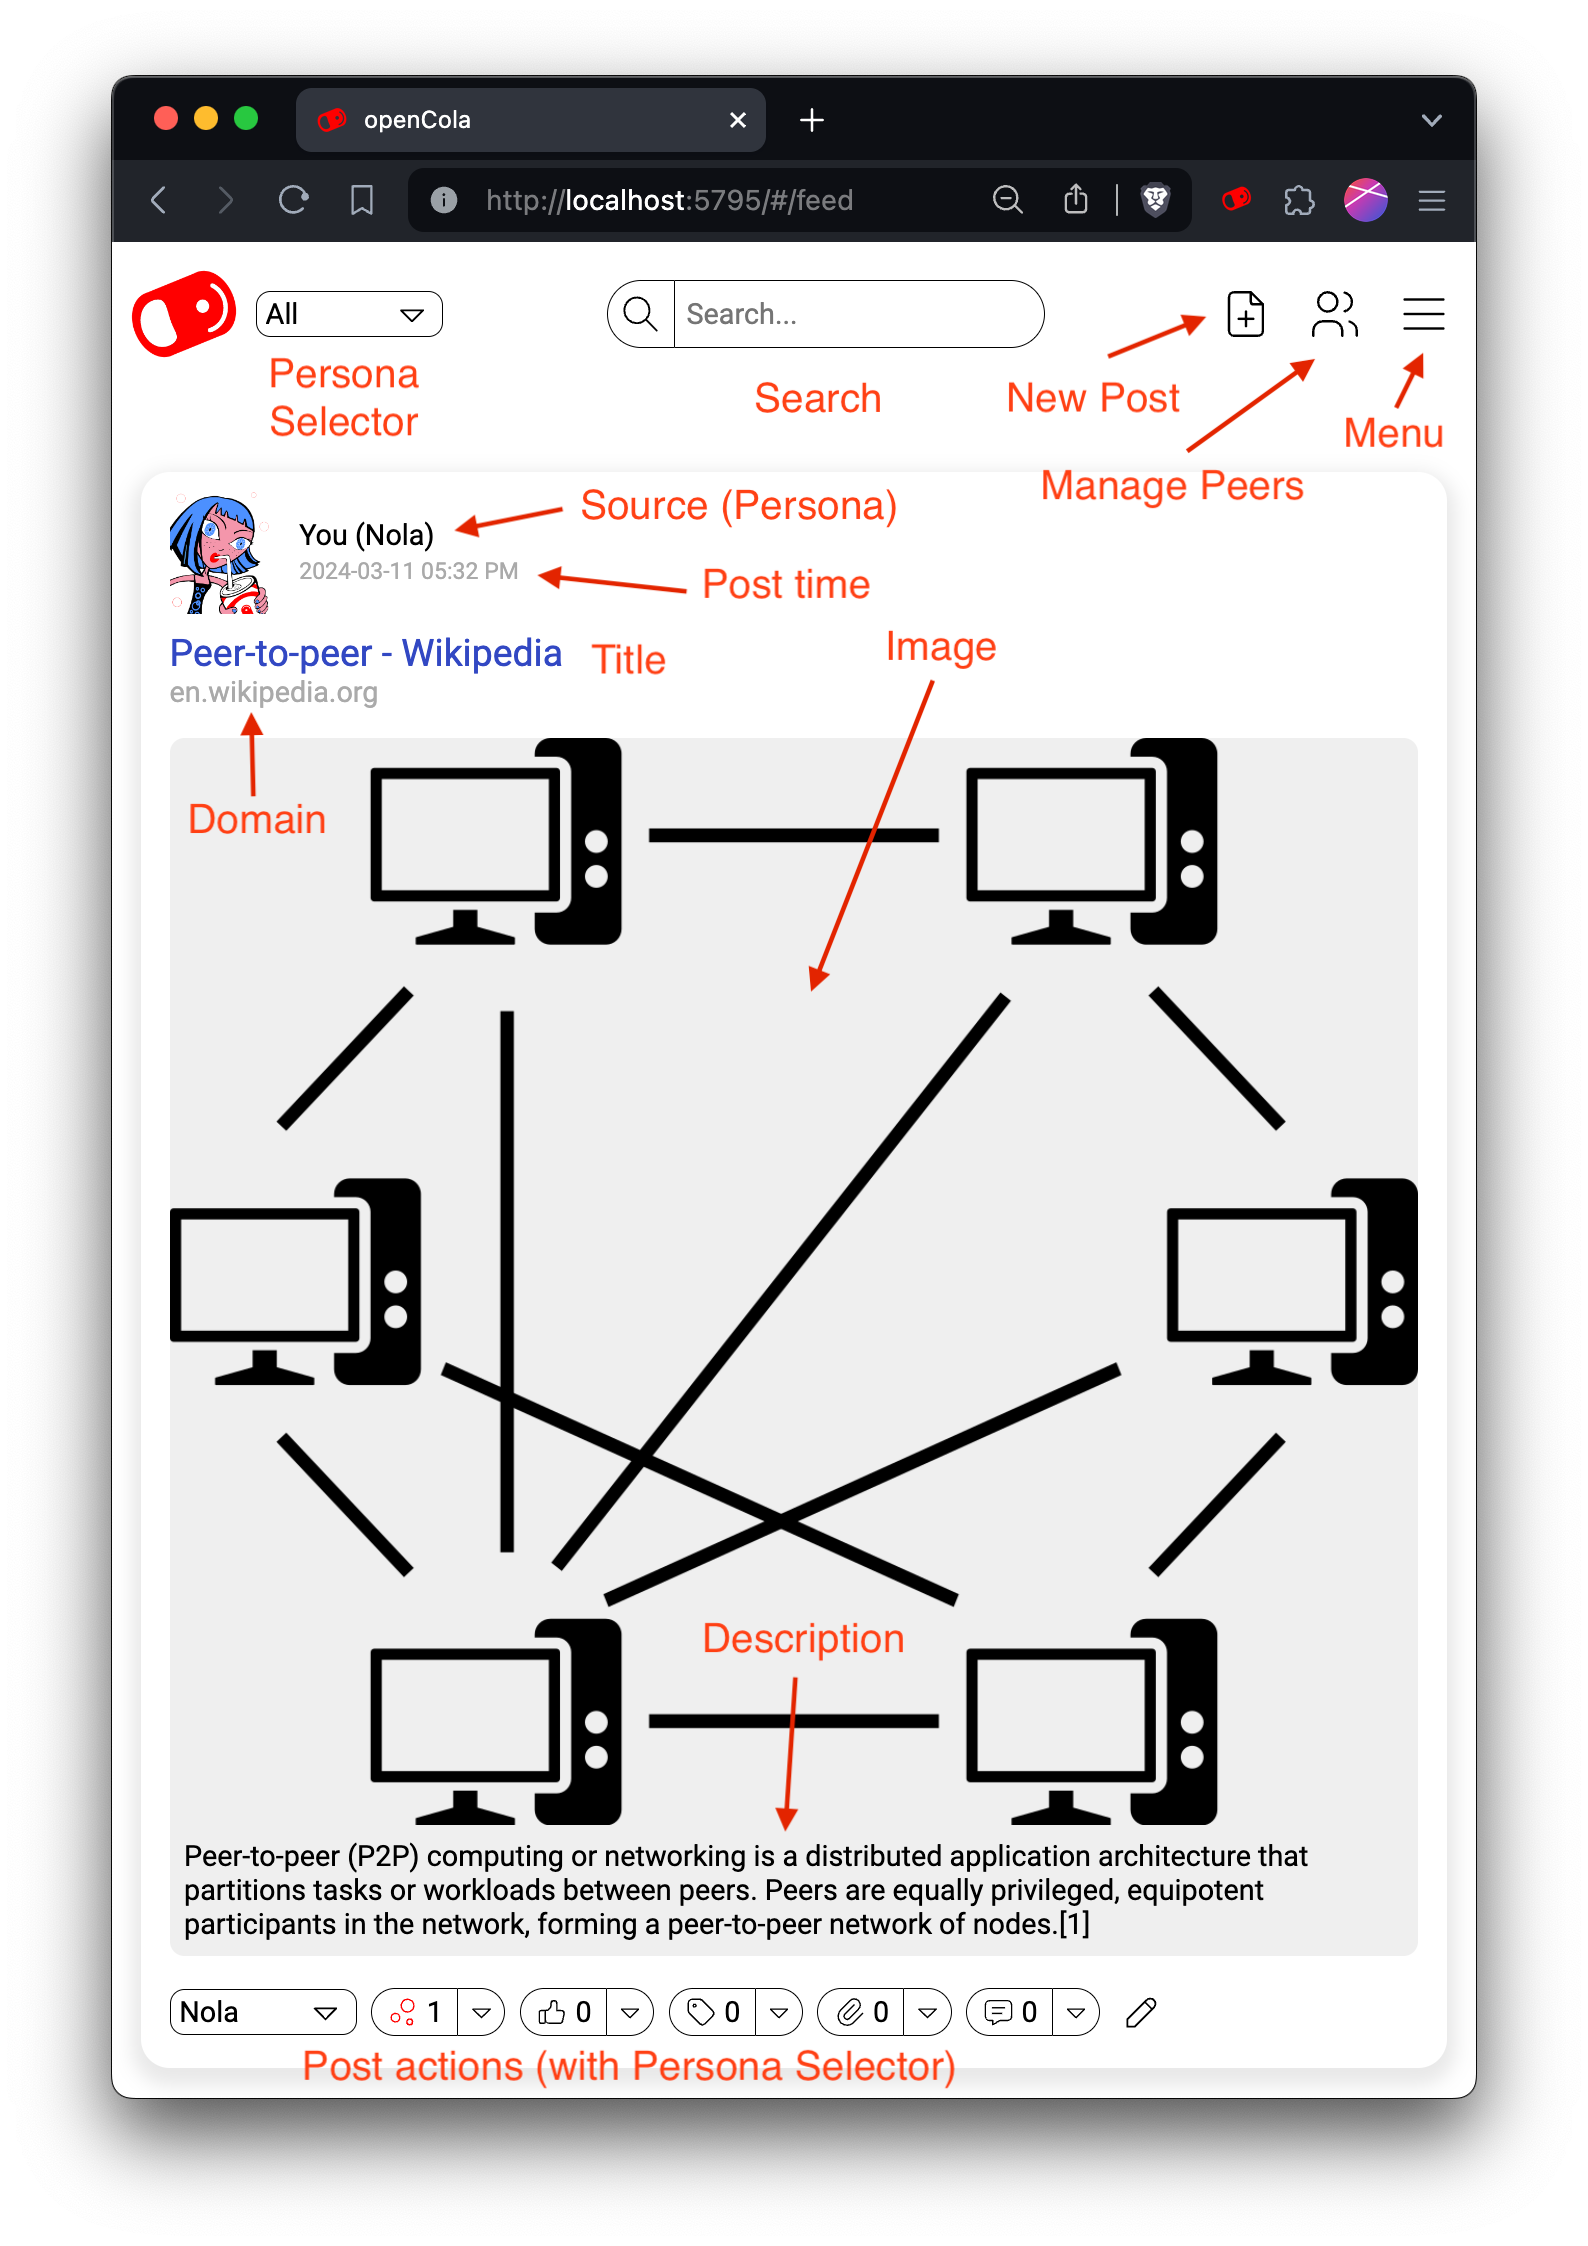 openCola
http://localhost:5795/#/feed
All
Search...
Persona
Selector
Search
New Post
Menu
Manage Peers
Source (Persona)
You (Nola)
2024-03-11 05:32 PM
Post time
Image
Peer-to-peer - Wikipedia
Title
en.wikipedia.org
Domain
Description
Peer-to-peer (P2P) computing or networking is a distributed application architecture that
partitions tasks or workloads between peers. Peers are equally privileged, equipotent
participants in the network, forming a peer-to-peer network of nodes.[1]
Nola
1
0
0
0
0
Post actions (with Persona Selector)